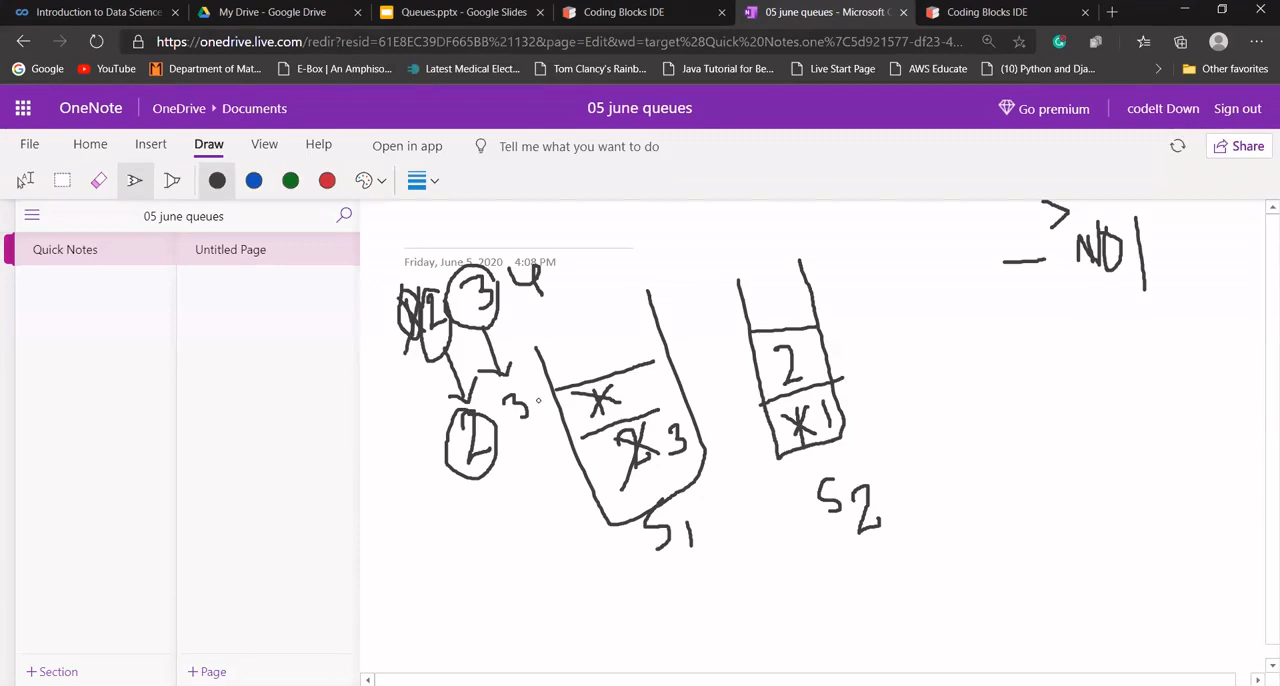 Introduction to Data Science
My Drive - Google Drive
Queues.pptx - Google Slides
Coding Blocks IDE
05 june queues - Microsoft O
Coding Blocks IDE
https://onedrive.live.com/redir?resid=61E8EC39DF665BB%21132&page=Edit&wd=target%28Quick%20Notes.one%7C5d921577-df23-4...
Google
YouTube
Department of Mat...
E-Box | An Amphiso...
Latest Medical Elect...
Tom Clancy's Rainb...
Java Tutorial for Be...
Live Start Page
AWS Educate
(10) Python and Dja...
Other favorites
OneNote
OneDrive
Documents
05 june queues
Go premium
codeIt Down
Sign out
File
Home
Insert
Draw
View
Help
Open in app
Tell me what you want to do
Share
05 june queues
Quick Notes
Untitled Page
Friday, June 5, 2020 4:08 PM
2 3 4
2
3
2 3
S1
2
1
S2
+ Section
+ Page